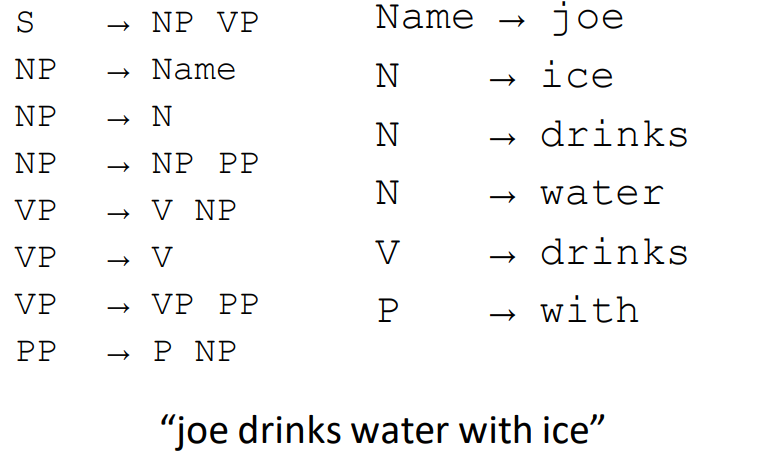 S → NP VP
NP → Name
NP → N
NP → NP PP
VP → V NP
VP → V
VP → VP PP
PP → P NP
Name → joe
N → ice
N → drinks
N → water
V → drinks
P → with
“joe drinks water with ice”